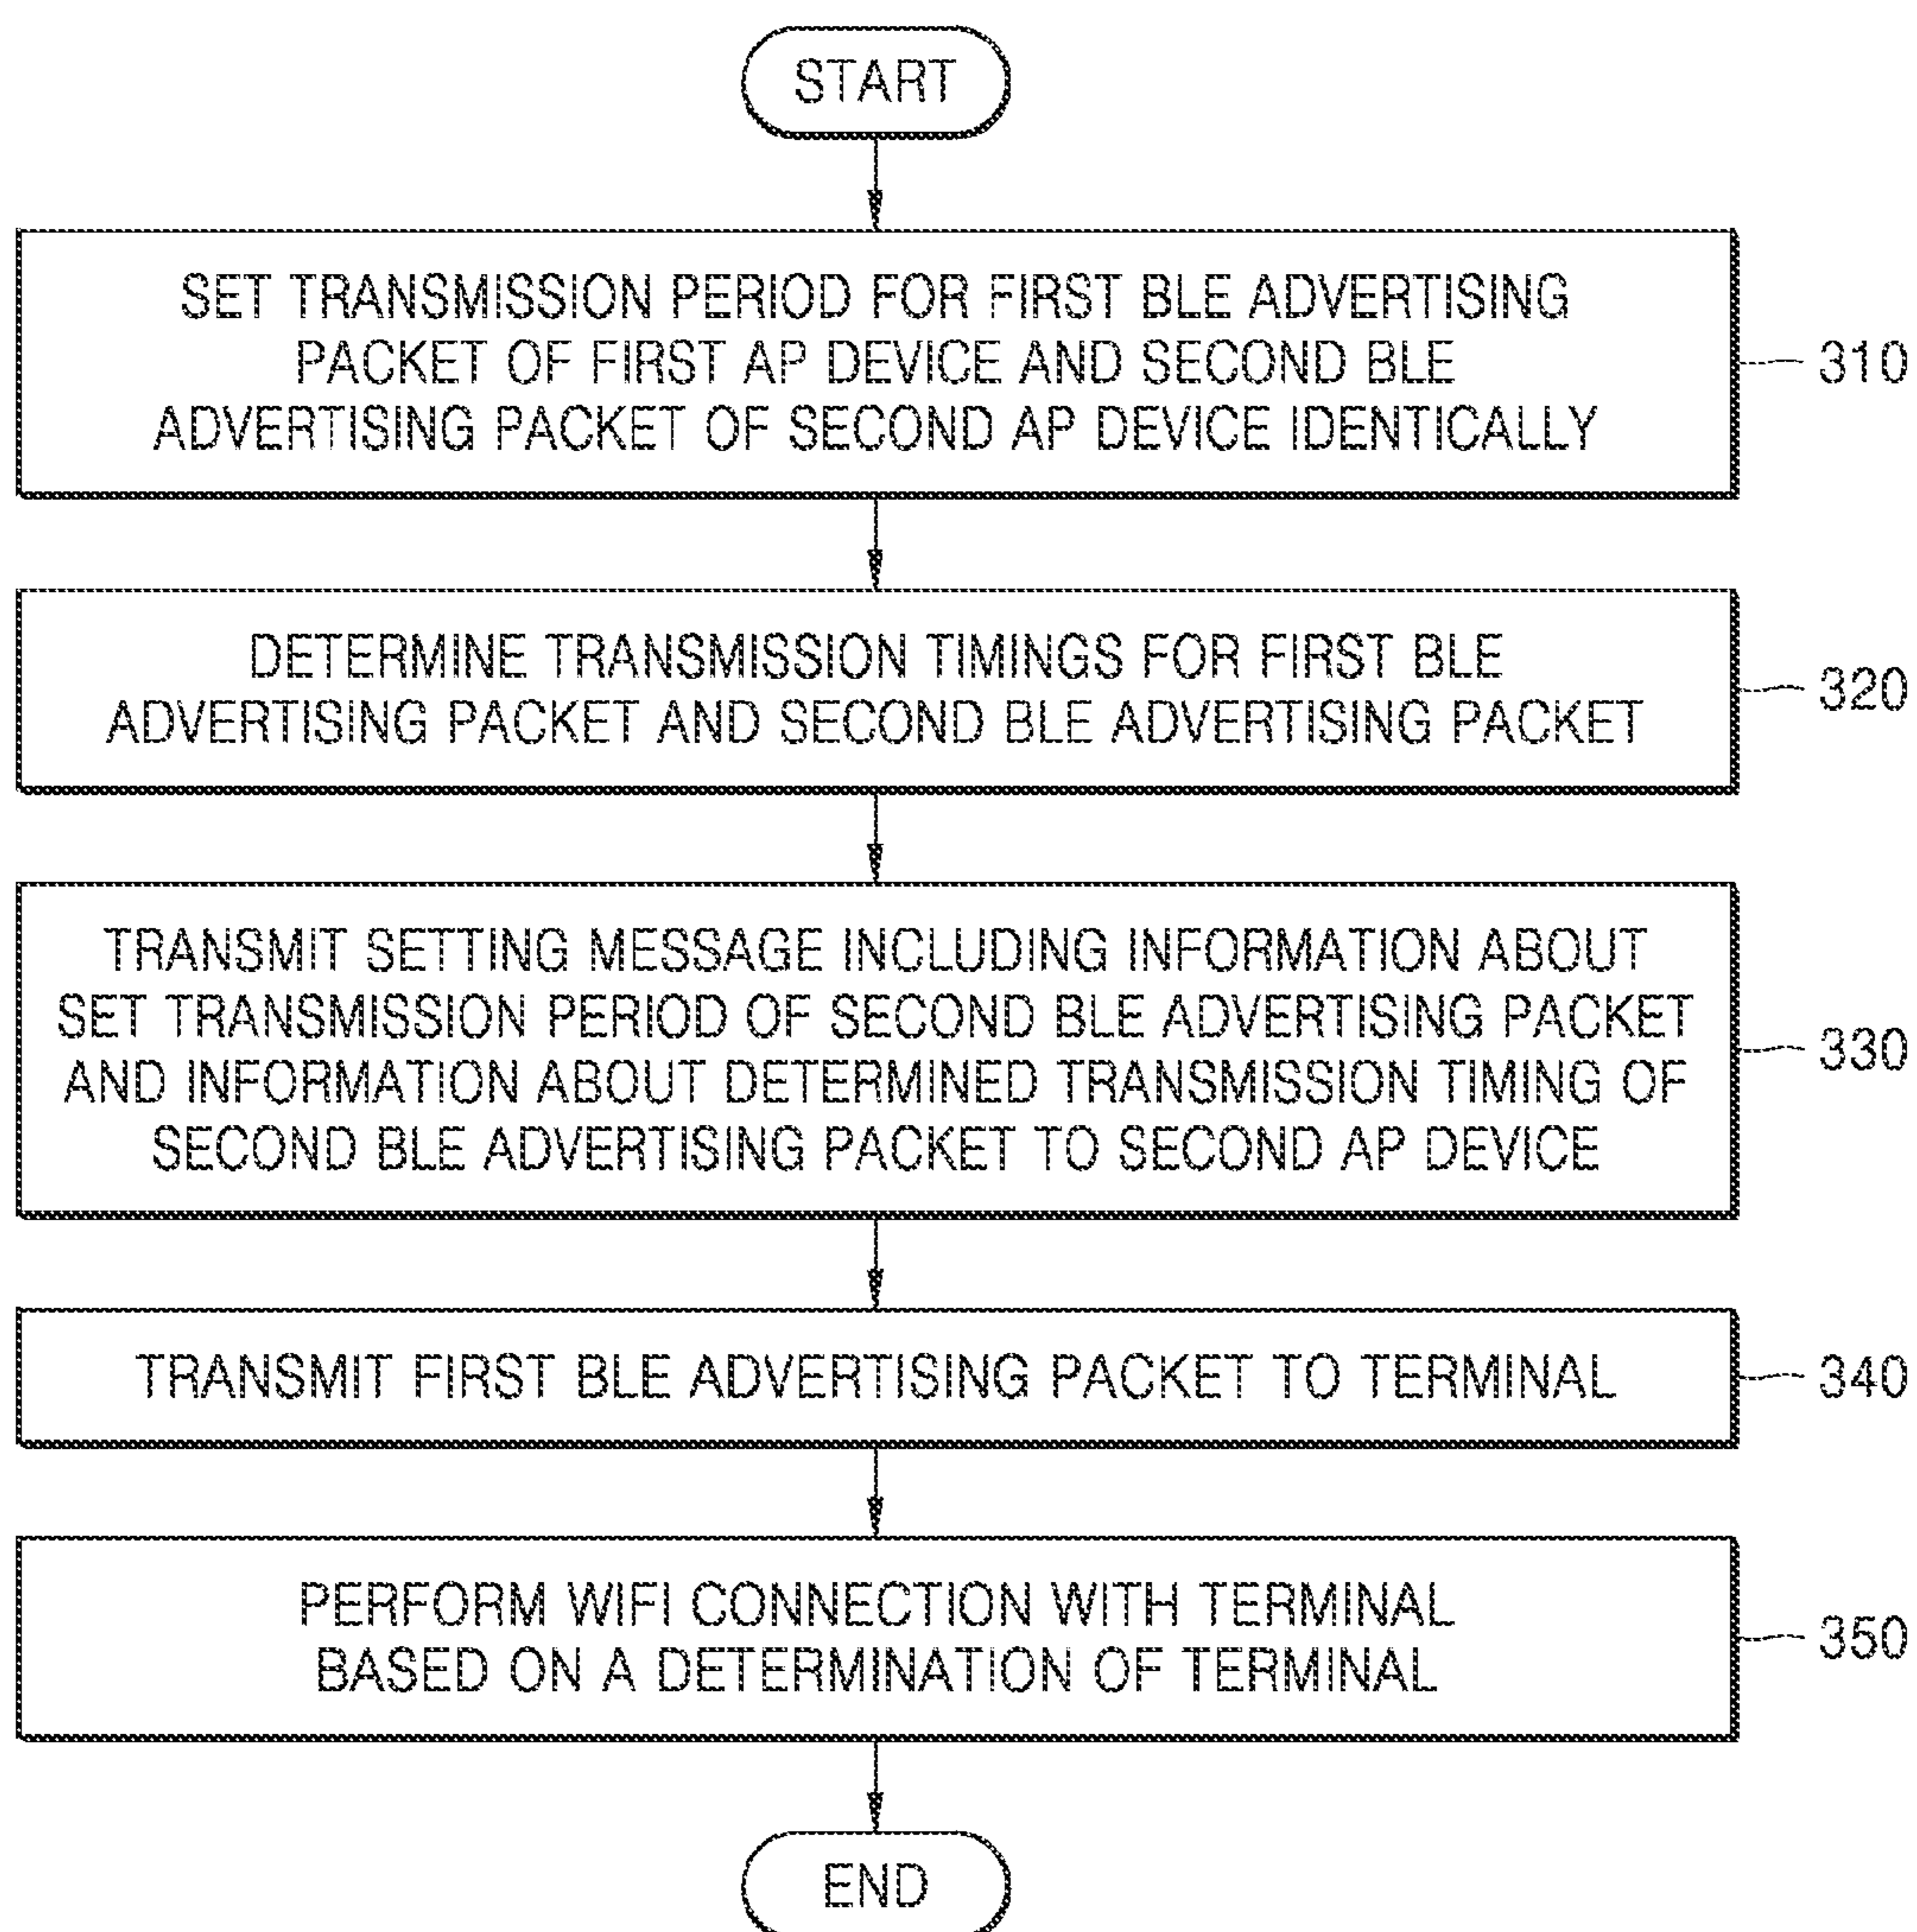 START
SET TRANSMISSION PERIOD FOR FIRST BLE ADVERTISING
PACKET OF FIRST AP DEVICE AND SECOND BLE
ADVERTISING PACKET OF SECOND AP DEVICE IDENTICALLY
310
DETERMINE TRANSMISSION TIMINGS FOR FIRST BLE
ADVERTISING PACKET AND SECOND BLE ADVERTISING PACKET
320
TRANSMIT SETTING MESSAGE INCLUDING INFORMATION ABOUT
SET TRANSMISSION PERIOD OF SECOND BLE ADVERTISING PACKET
AND INFORMATION ABOUT DETERMINED TRANSMISSION TIMING OF
SECOND BLE ADVERTISING PACKET TO SECOND AP DEVICE
330
TRANSMIT FIRST BLE ADVERTISING PACKET TO TERMINAL
340
PERFORM WIFI CONNECTION WITH TERMINAL
BASED ON A DETERMINATION OF TERMINAL
350
END